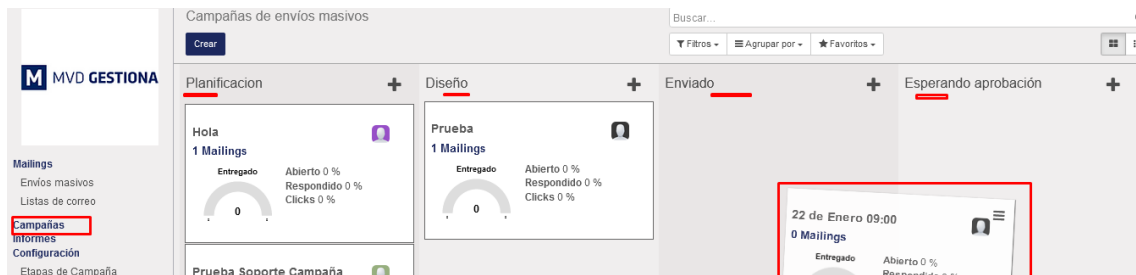 Campañas de envíos masivos
Buscar...
Crear
Filtros
Agrupar por
Favoritos
M MVD GESTIONA
Mailings
Envíos masivos
Listas de correo
Campañas
Informes
Configuración
Etapas de Campaña
Planificacion
Hola
1 Mailings
Entregado
0
Abierto 0 %
Respondido 0 %
Clicks 0 %
Prueba Soporte Campaña
Diseño
Prueba
1 Mailings
Entregado
0
Abierto 0 %
Respondido 0 %
Clicks 0 %
Enviado
Esperando aprobación
22 de Enero 09:00
0 Mailings
Entregado
Abierto 0 %